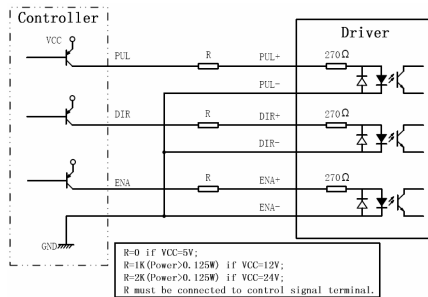 Controller
Driver
VCC
PUL
R
PUL+
270Ω
PUL-
DIR
R
DIR+
270Ω
DIR-
ENA
R
ENA+
270Ω
ENA-
GND
R=0 if VCC=5V;
R=1K(Power>0.125W) if VCC=12V;
R=2K(Power>0.125W) if VCC=24V;
R must be connected to control signal terminal.